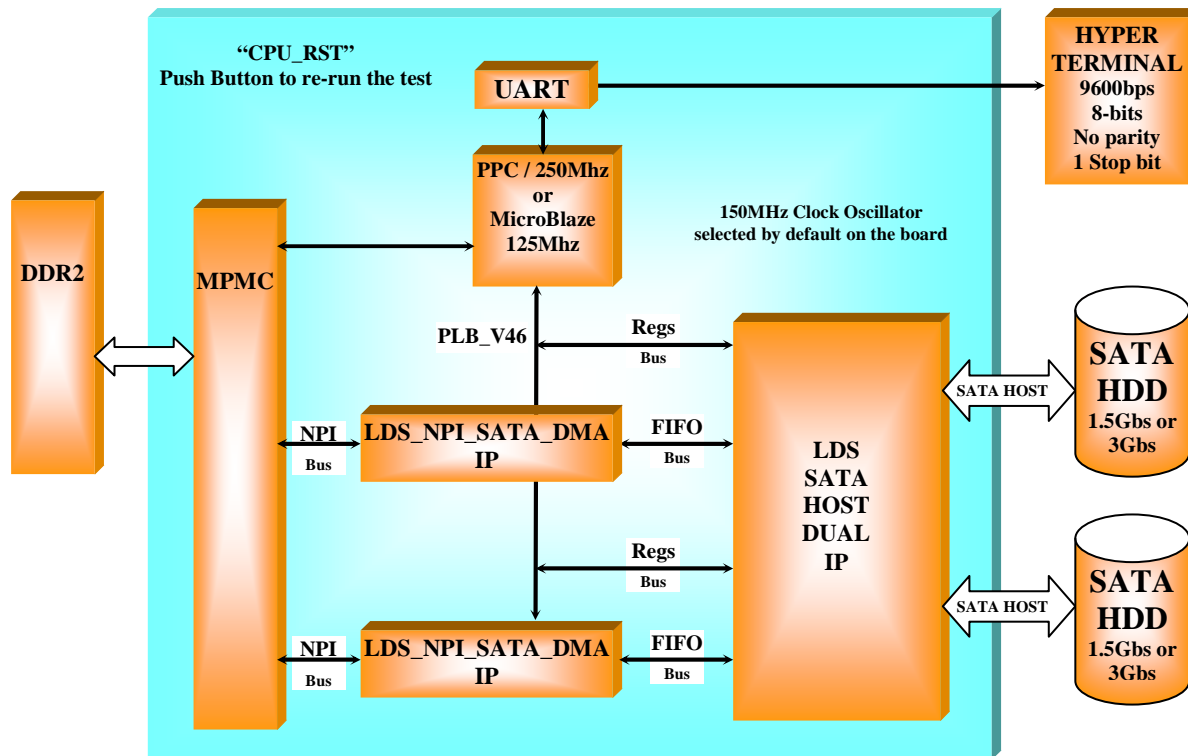 “CPU_RST”
Push Button to re-run the test
UART
HYPER
TERMINAL
9600bps
8-bits
No parity
1 Stop bit
PPC / 250Mhz
or
MicroBlaze
125Mhz
150MHz Clock Oscillator
selected by default on the board
DDR2
MPMC
PLB_V46
Regs
Bus
SATA HOST
SATA
HDD
1.5Gbs or
3Gbs
NPI
Bus
LDS_NPI_SATA_DMA
IP
FIFO
Bus
LDS
SATA
HOST
DUAL
IP
Regs
Bus
SATA HOST
SATA
HDD
1.5Gbs or
3Gbs
NPI
Bus
LDS_NPI_SATA_DMA
IP
FIFO
Bus